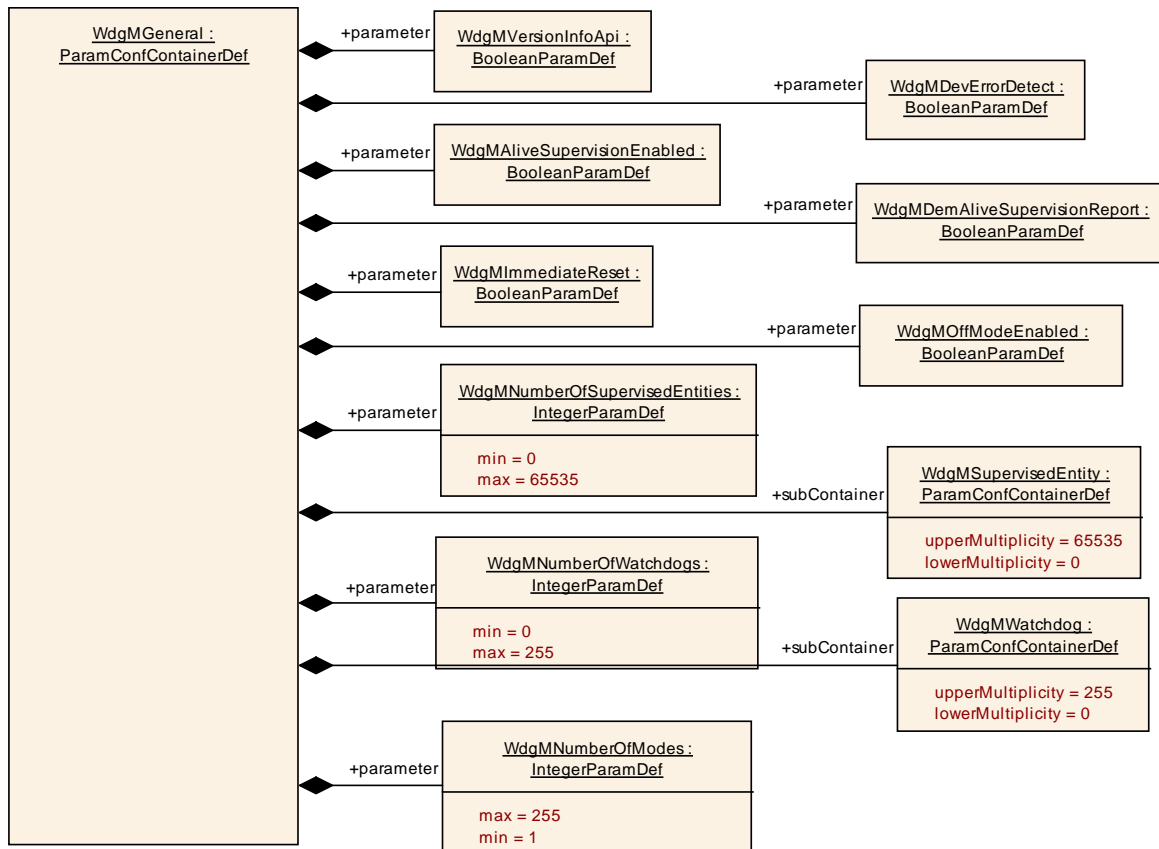 WdgMGeneral :
ParamConfContainerDef
+parameter
WdgMVersionInfoApi :
BooleanParamDef
+parameter
WdgMDevErrorDetect :
BooleanParamDef
+parameter
WdgMAliveSupervisionEnabled :
BooleanParamDef
+parameter
WdgMDemAliveSupervisionReport :
BooleanParamDef
+parameter
WdgMImmediateReset :
BooleanParamDef
+parameter
WdgMOffModeEnabled :
BooleanParamDef
+parameter
WdgMNumberOfSupervisedEntities :
IntegerParamDef
min = 0
max = 65535
+subContainer
WdgMSupervisedEntity :
ParamConfContainerDef
upperMultiplicity = 65535
lowerMultiplicity = 0
+parameter
WdgMNumberOfWatchdogs :
IntegerParamDef
min = 0
max = 255
+subContainer
WdgMWatchdog :
ParamConfContainerDef
upperMultiplicity = 255
lowerMultiplicity = 0
+parameter
WdgMNumberOfModes :
IntegerParamDef
max = 255
min = 1